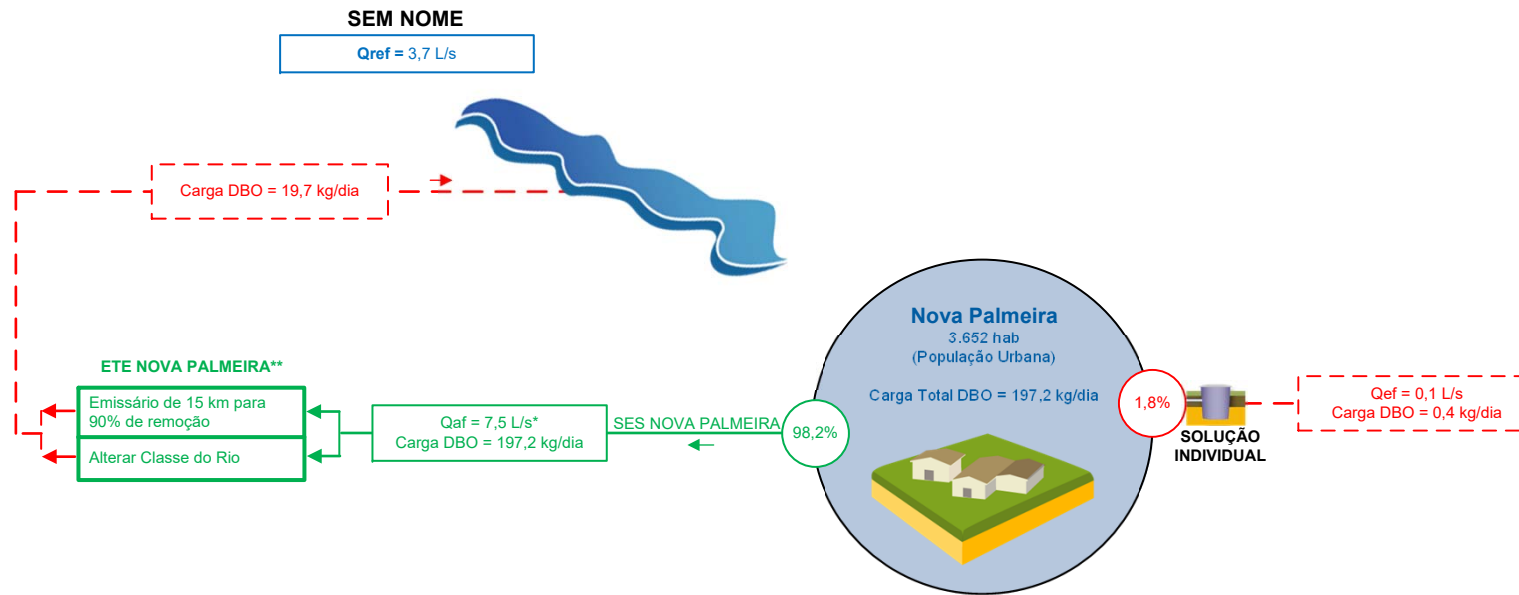 SEM NOME
Qref = 3,7 L/s
Carga DBO = 19,7 kg/dia
Nova Palmeira
3.652 hab
(População Urbana)
Carga Total DBO = 197,2 kg/dia
ETE NOVA PALMEIRA**
Emissário de 15 km para
90% de remoção
Alterar Classe do Rio
Qaf = 7,5 L/s*
Carga DBO = 197,2 kg/dia
SES NOVA PALMEIRA
98,2%
1,8%
SOLUÇÃO
INDIVIDUAL
Qef = 0,1 L/s
Carga DBO = 0,4 kg/dia